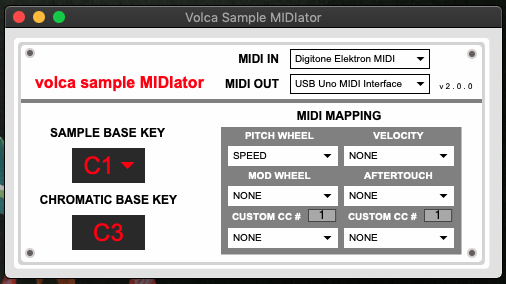 Volca Sample MIDIator
MIDI IN Digitone Elektron MIDI
volca sample MIDIator
MIDI OUT USB Uno MIDI Interface
v2.0.0
MIDI MAPPING
SAMPLE BASE KEY
C1
CHROMATIC BASE KEY
C3
PITCH WHEEL VELOCITY
SPEED NONE
MOD WHEEL AFTERTOUCH
NONE NONE
CUSTOM CC # 1 CUSTOM CC # 1
NONE NONE